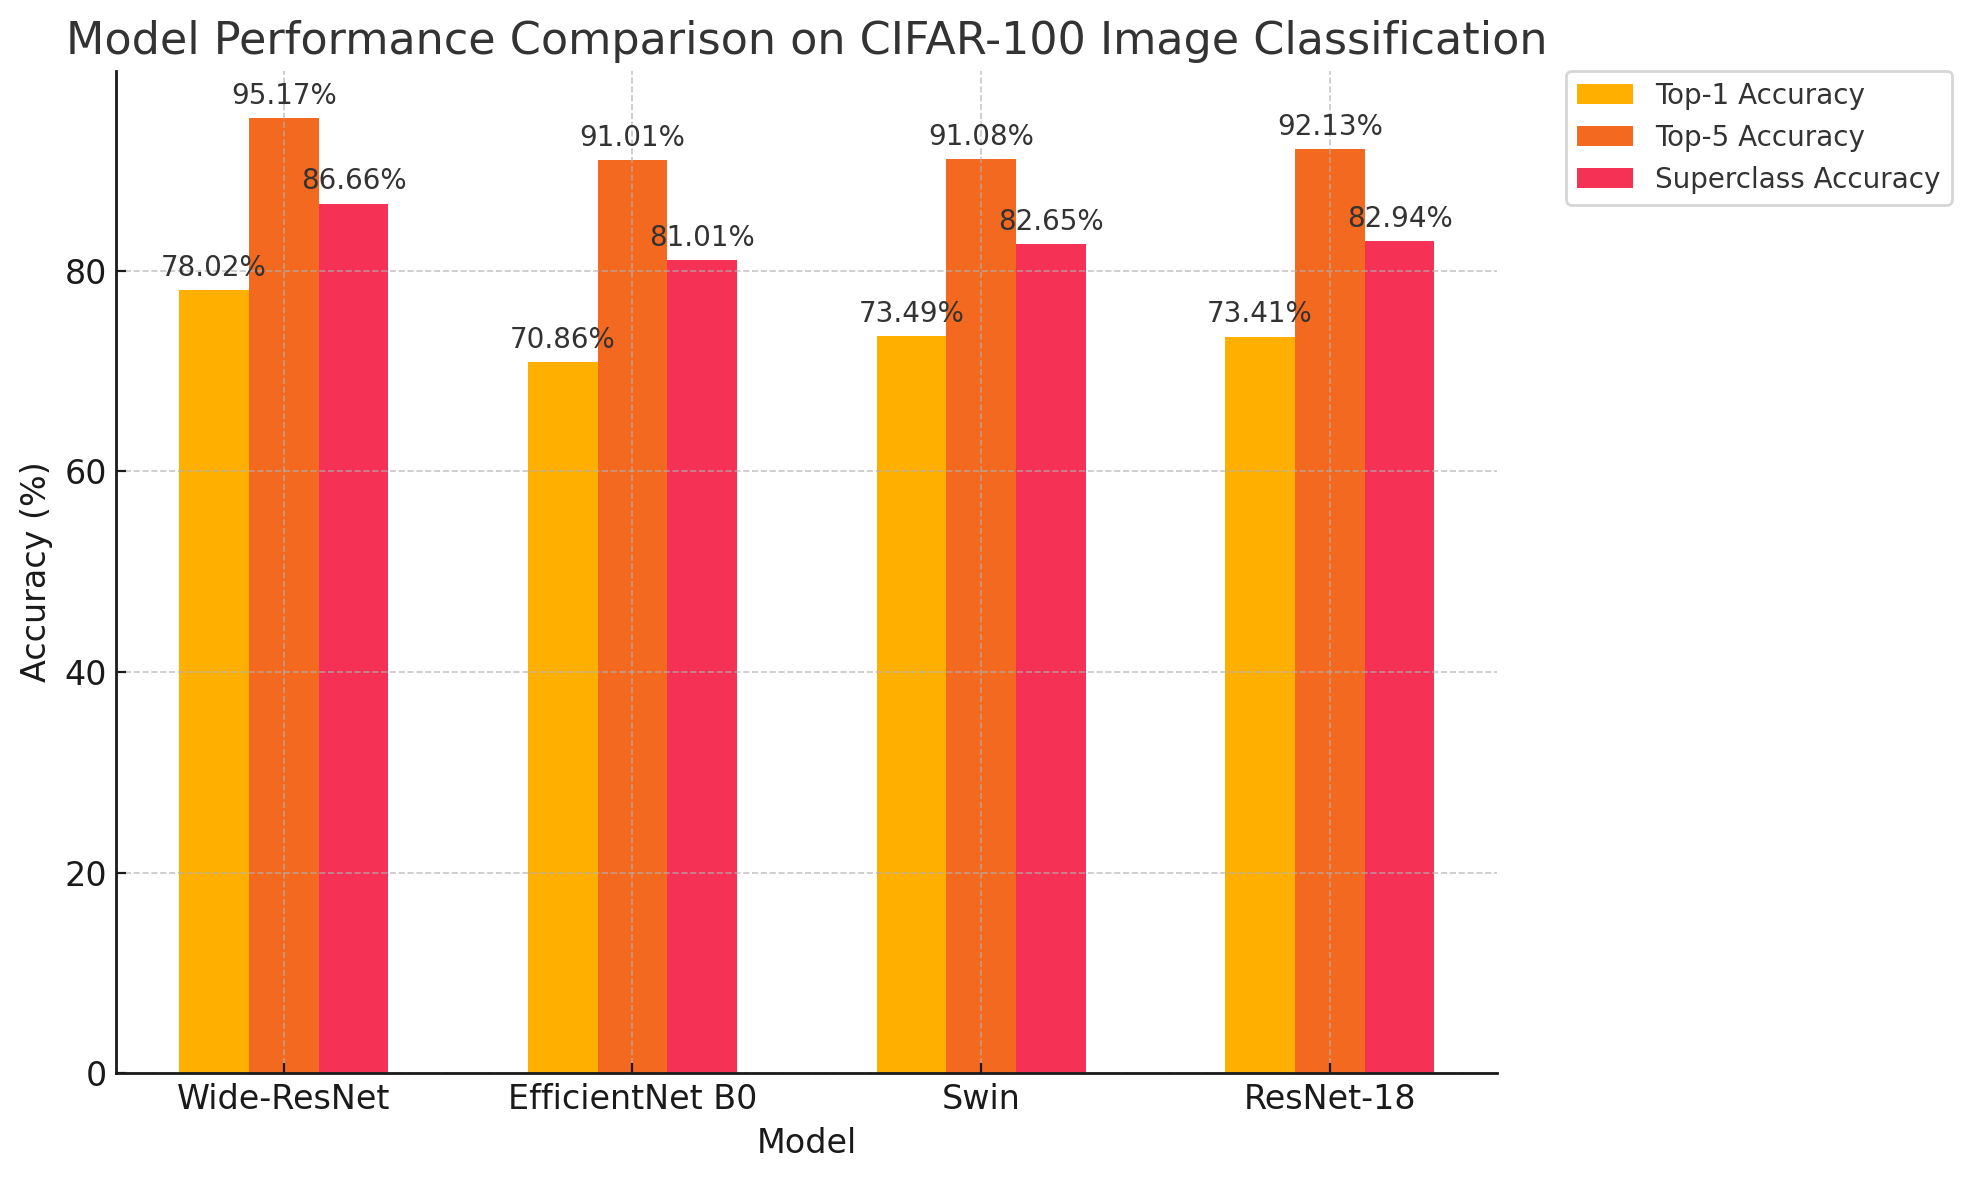 Model Performance Comparison on CIFAR-100 Image Classification
Top-1 Accuracy
Top-5 Accuracy
Superclass Accuracy
95.17%
91.01%
91.08%
92.13%
86.66%
81.01%
82.65%
82.94%
78.02%
70.86%
73.49%
73.41%
Accuracy (%)
80
60
40
20
0
Wide-ResNet
EfficientNet B0
Swin
ResNet-18
Model